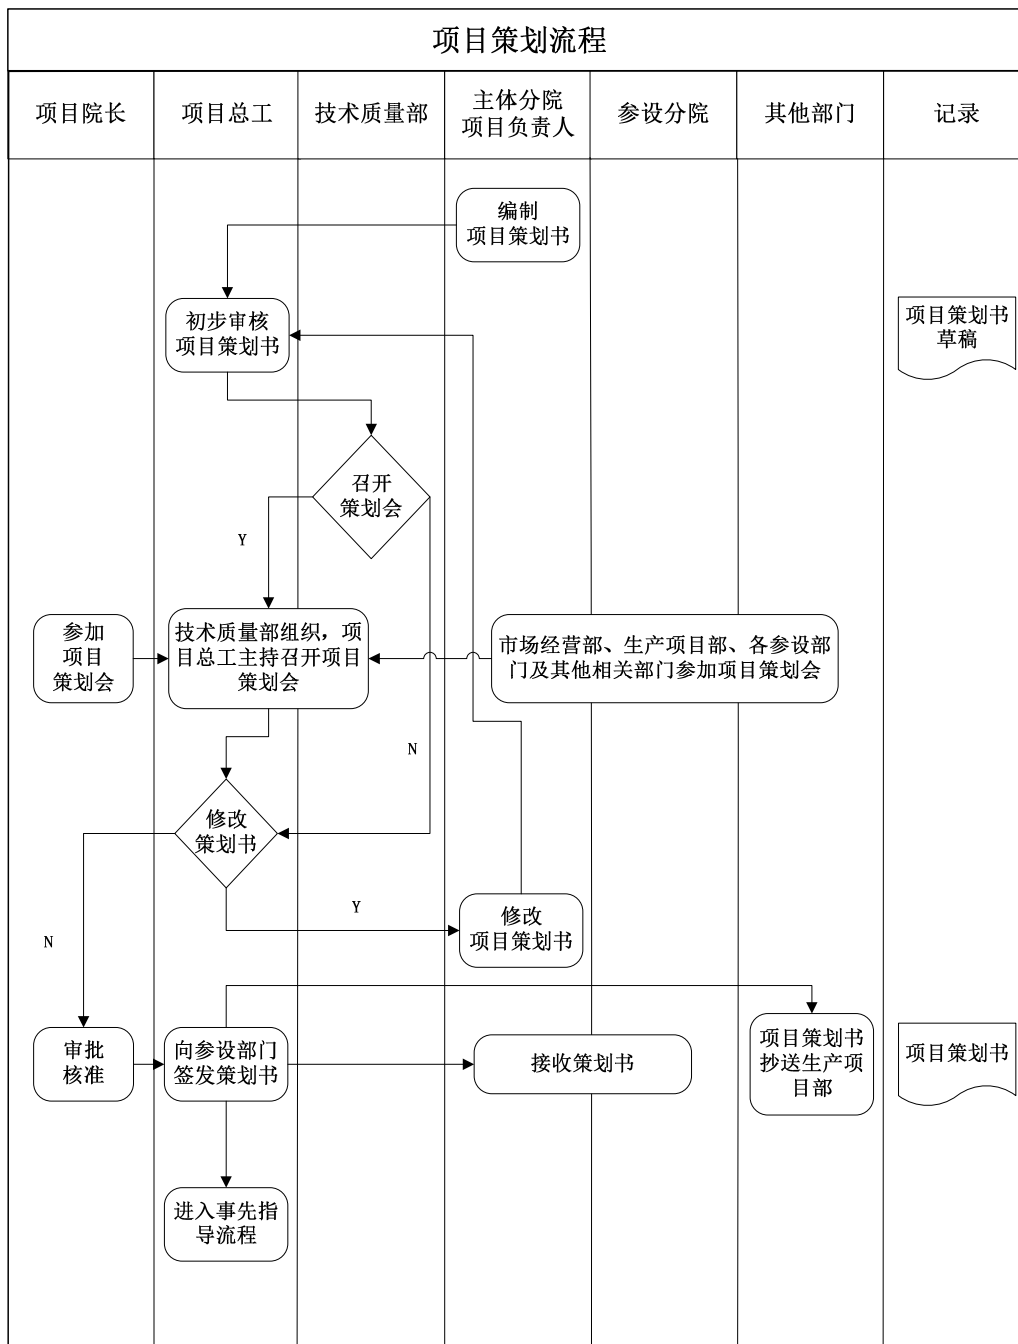 项目策划流程
项目院长
项目总工
技术质量部
主体分院
项目负责人
参设分院
其他部门
记录
编制
项目策划书
初步审核
项目策划书
项目策划书
草稿
召开
策划会
Y
参加
项目
策划会
技术质量部组织，项
目总工主持召开项目
策划会
市场经营部、生产项目部、各参设部
门及其他相关部门参加项目策划会
N
修改
策划书
Y
修改
项目策划书
N
审批
核准
向参设部门
签发策划书
接收策划书
项目策划书
抄送生产项
目部
项目策划书
进入事先指
导流程